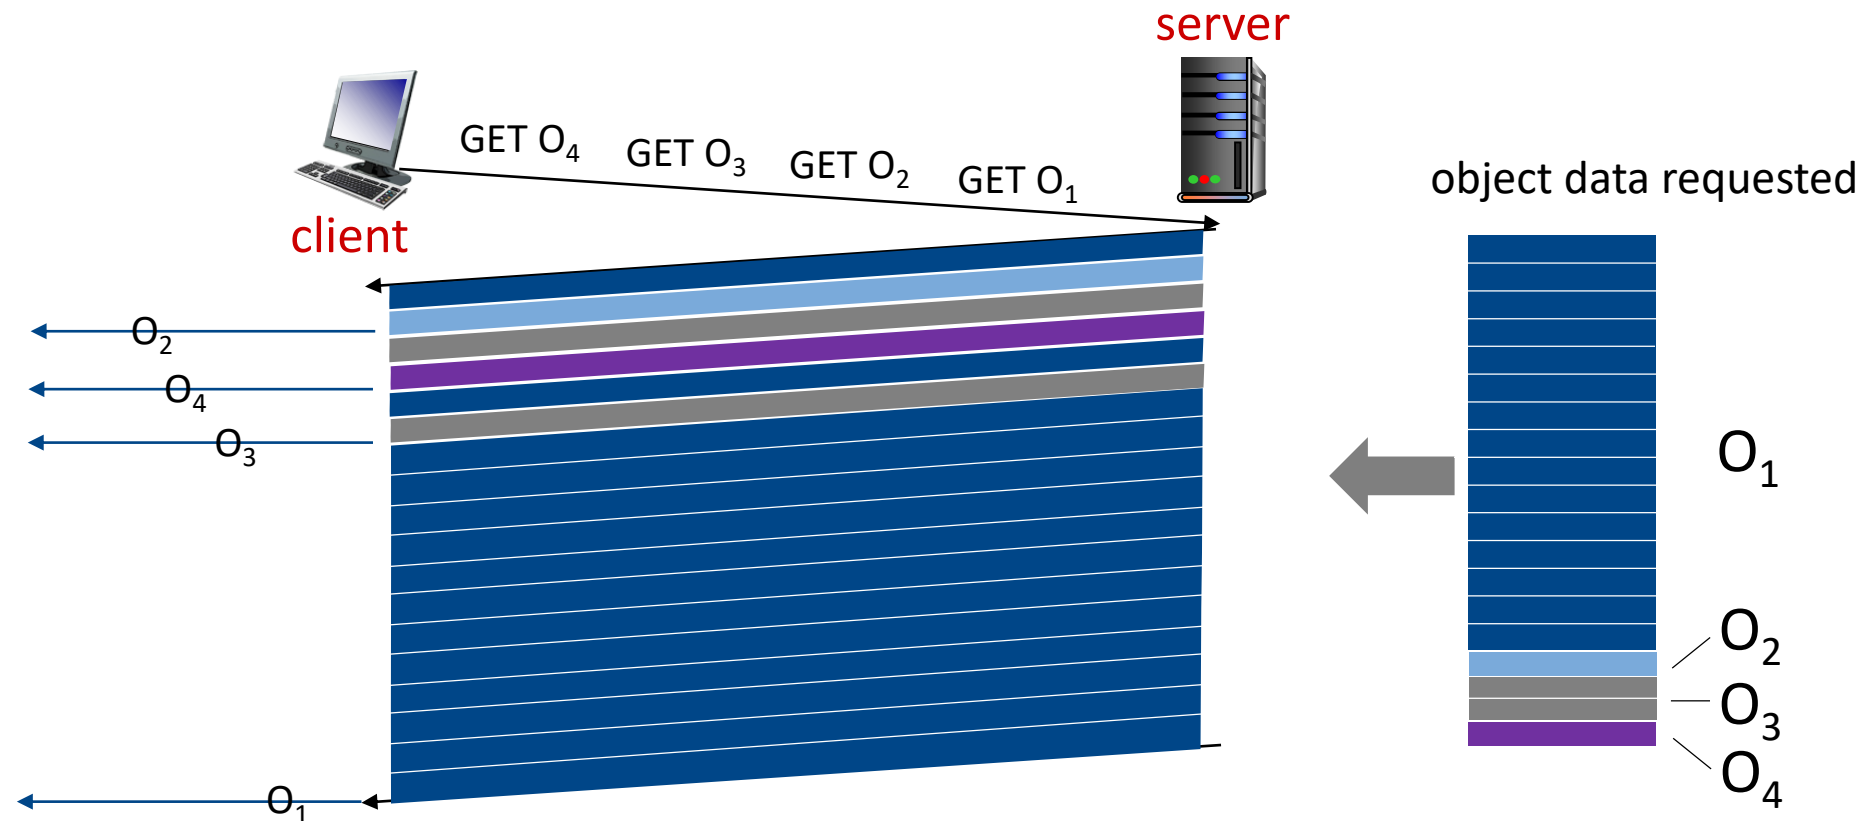 server
GET O₄
GET O₃
GET O₂
GET O₁
object data requested
client
O₂
O₄
O₃
O₁
O₂
O₃
O₄
O₁